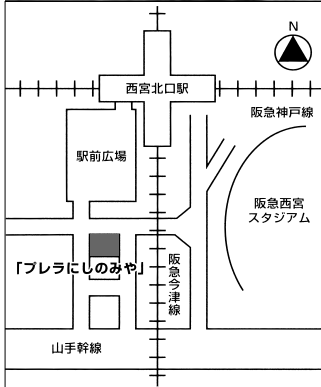 N
西宮北口駅
阪急神戸線
駅前広場
阪急西宮
スタジアム
「プレラにしのみや」
阪急今津線
山手幹線